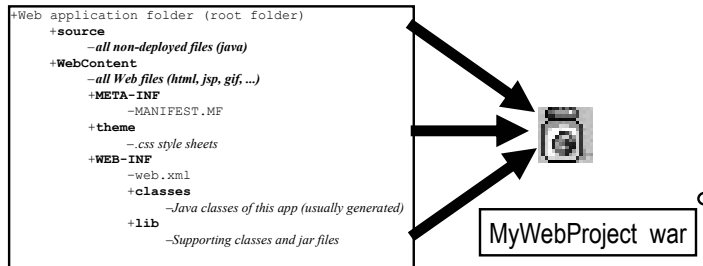 +Web application folder (root folder)
+source
–all non-deployed files (java)
+WebContent
–all Web files (html, jsp, gif, ...)
+META-INF
-MANIFEST.MF
+theme
–.css style sheets
+WEB-INF
-web.xml
+classes
–Java classes of this app (usually generated)
+lib
–Supporting classes and jar files
MyWebProject war